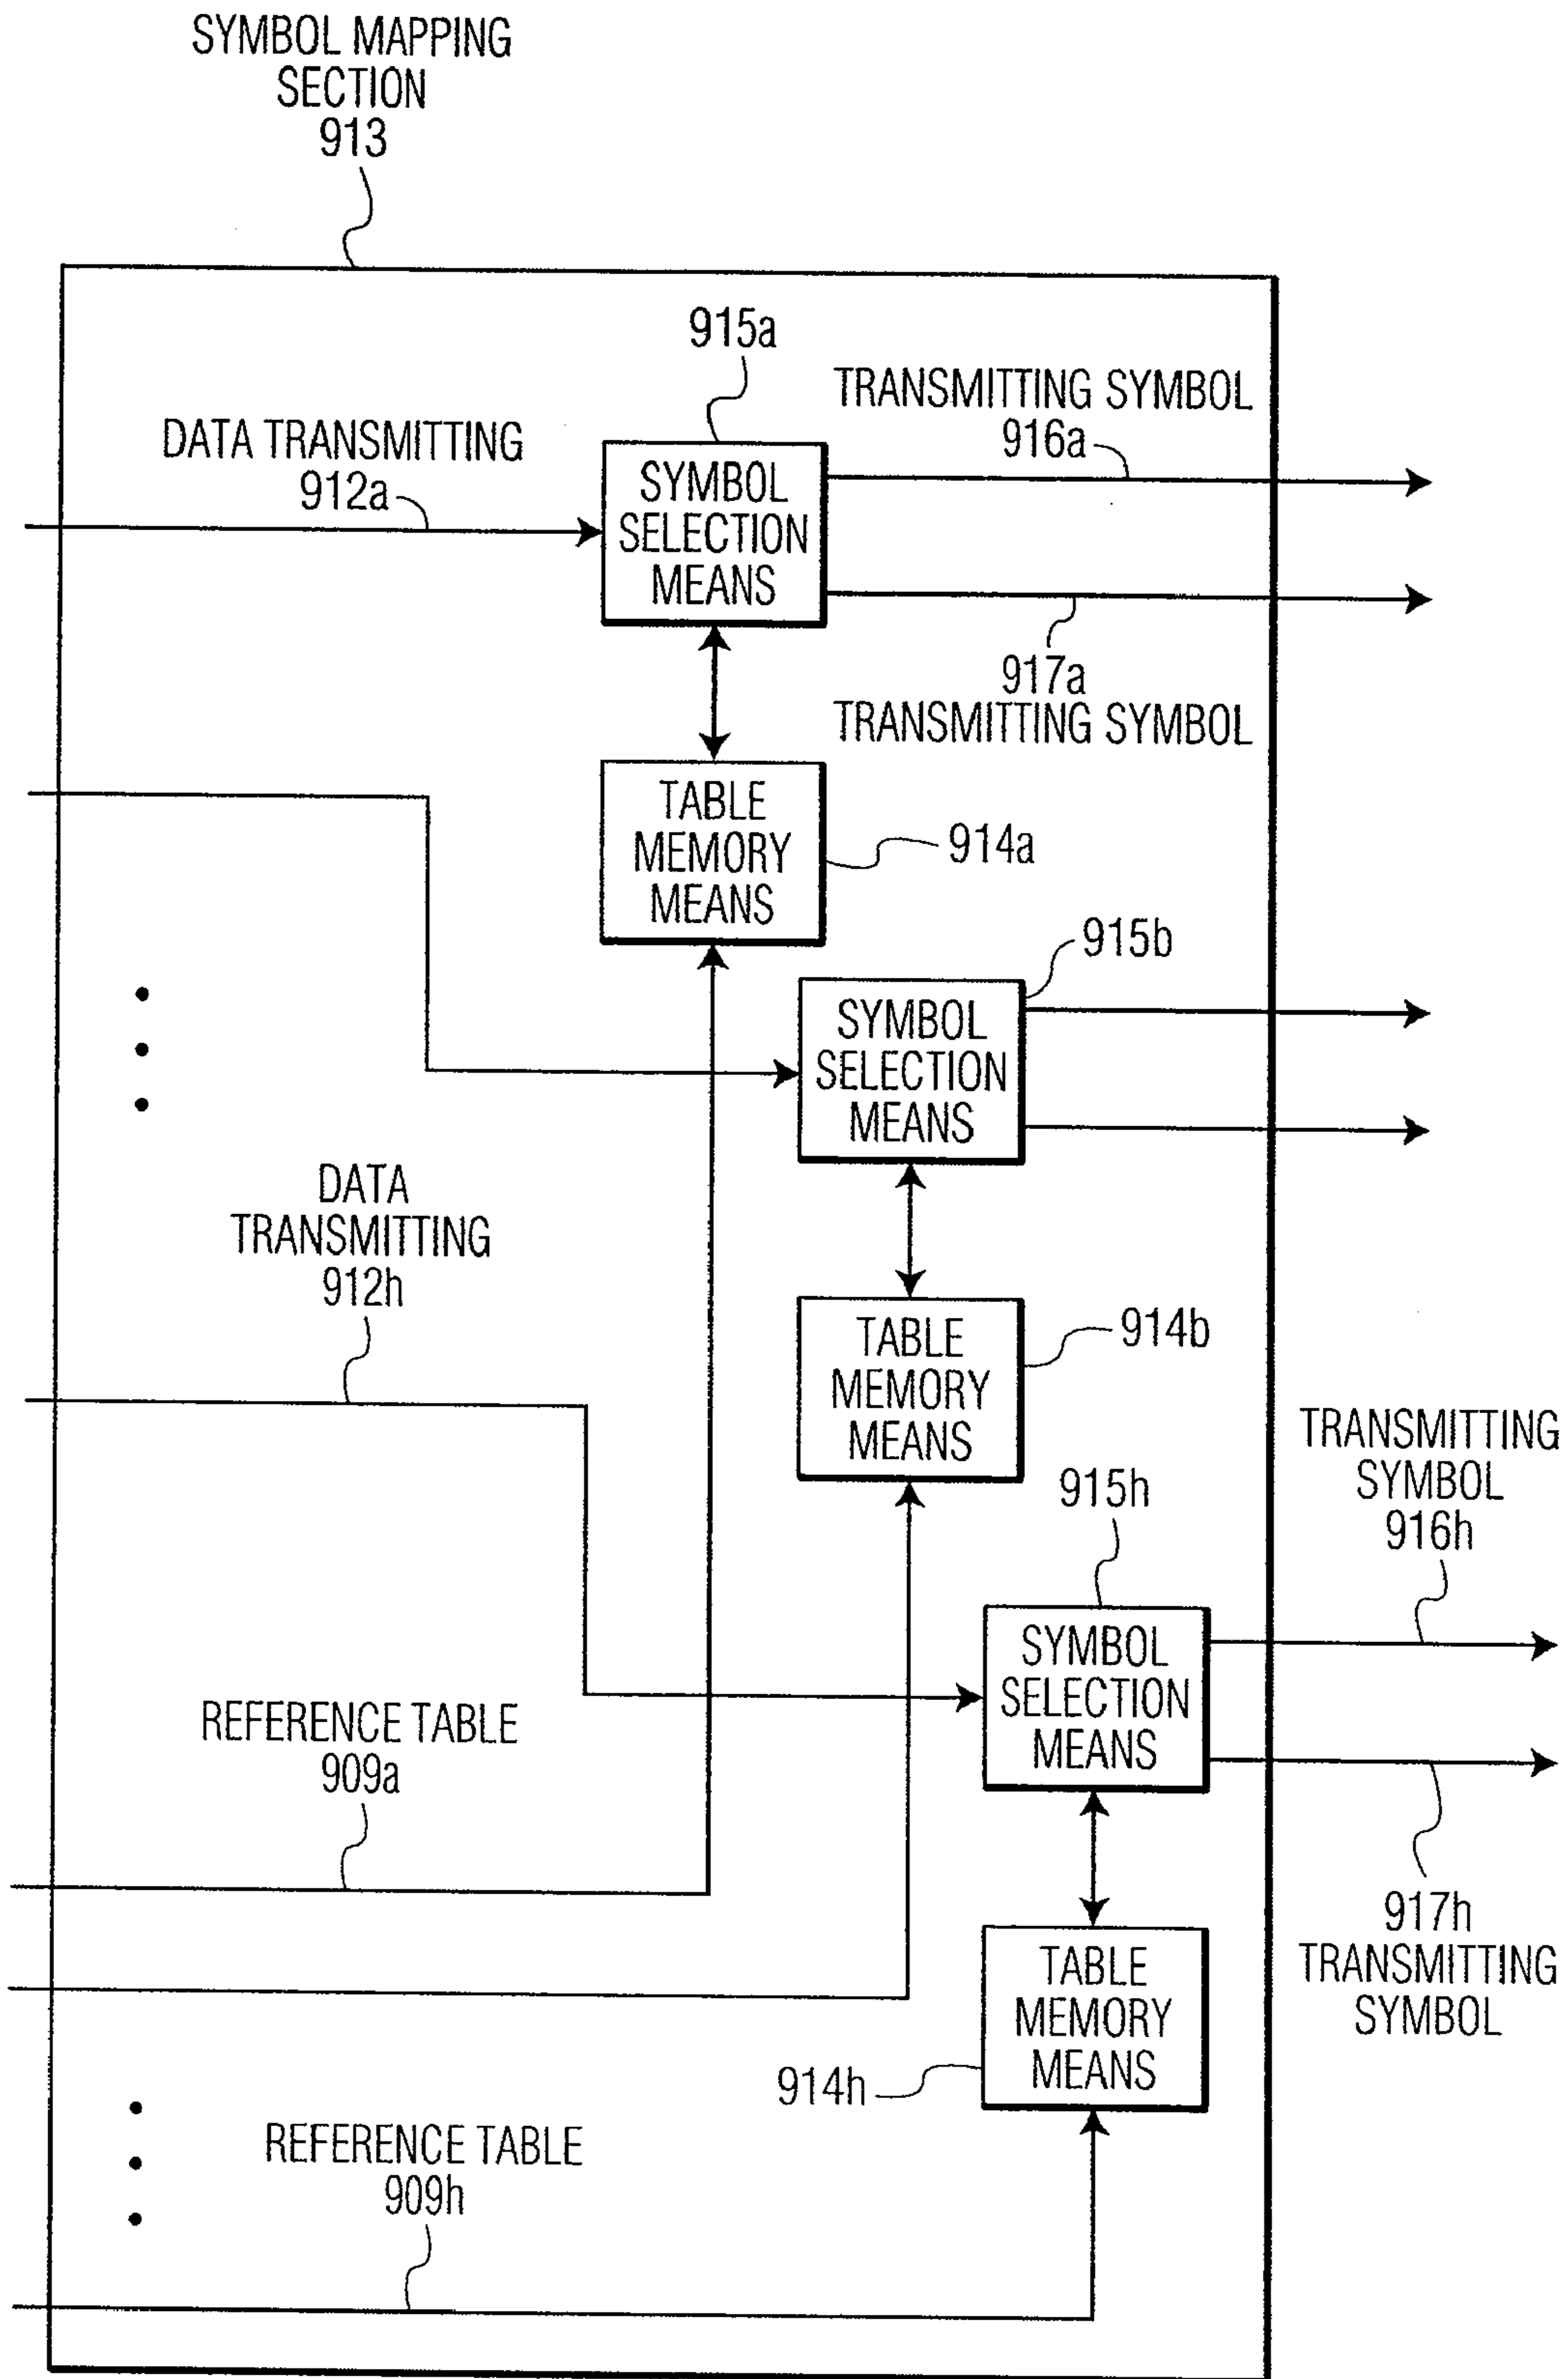 SYMBOL MAPPING
SECTION
913
915a
TRANSMITTING SYMBOL
916a
DATA TRANSMITTING
912a
SYMBOL
SELECTION
MEANS
917a
TRANSMITTING SYMBOL
TABLE
MEMORY
MEANS
914a
915b
SYMBOL
SELECTION
MEANS
DATA
TRANSMITTING
912h
TABLE
MEMORY
MEANS
914b
TRANSMITTING
SYMBOL
916h
915h
SYMBOL
SELECTION
MEANS
REFERENCE TABLE
909a
917h
TRANSMITTING
SYMBOL
TABLE
MEMORY
MEANS
914h
REFERENCE TABLE
909h